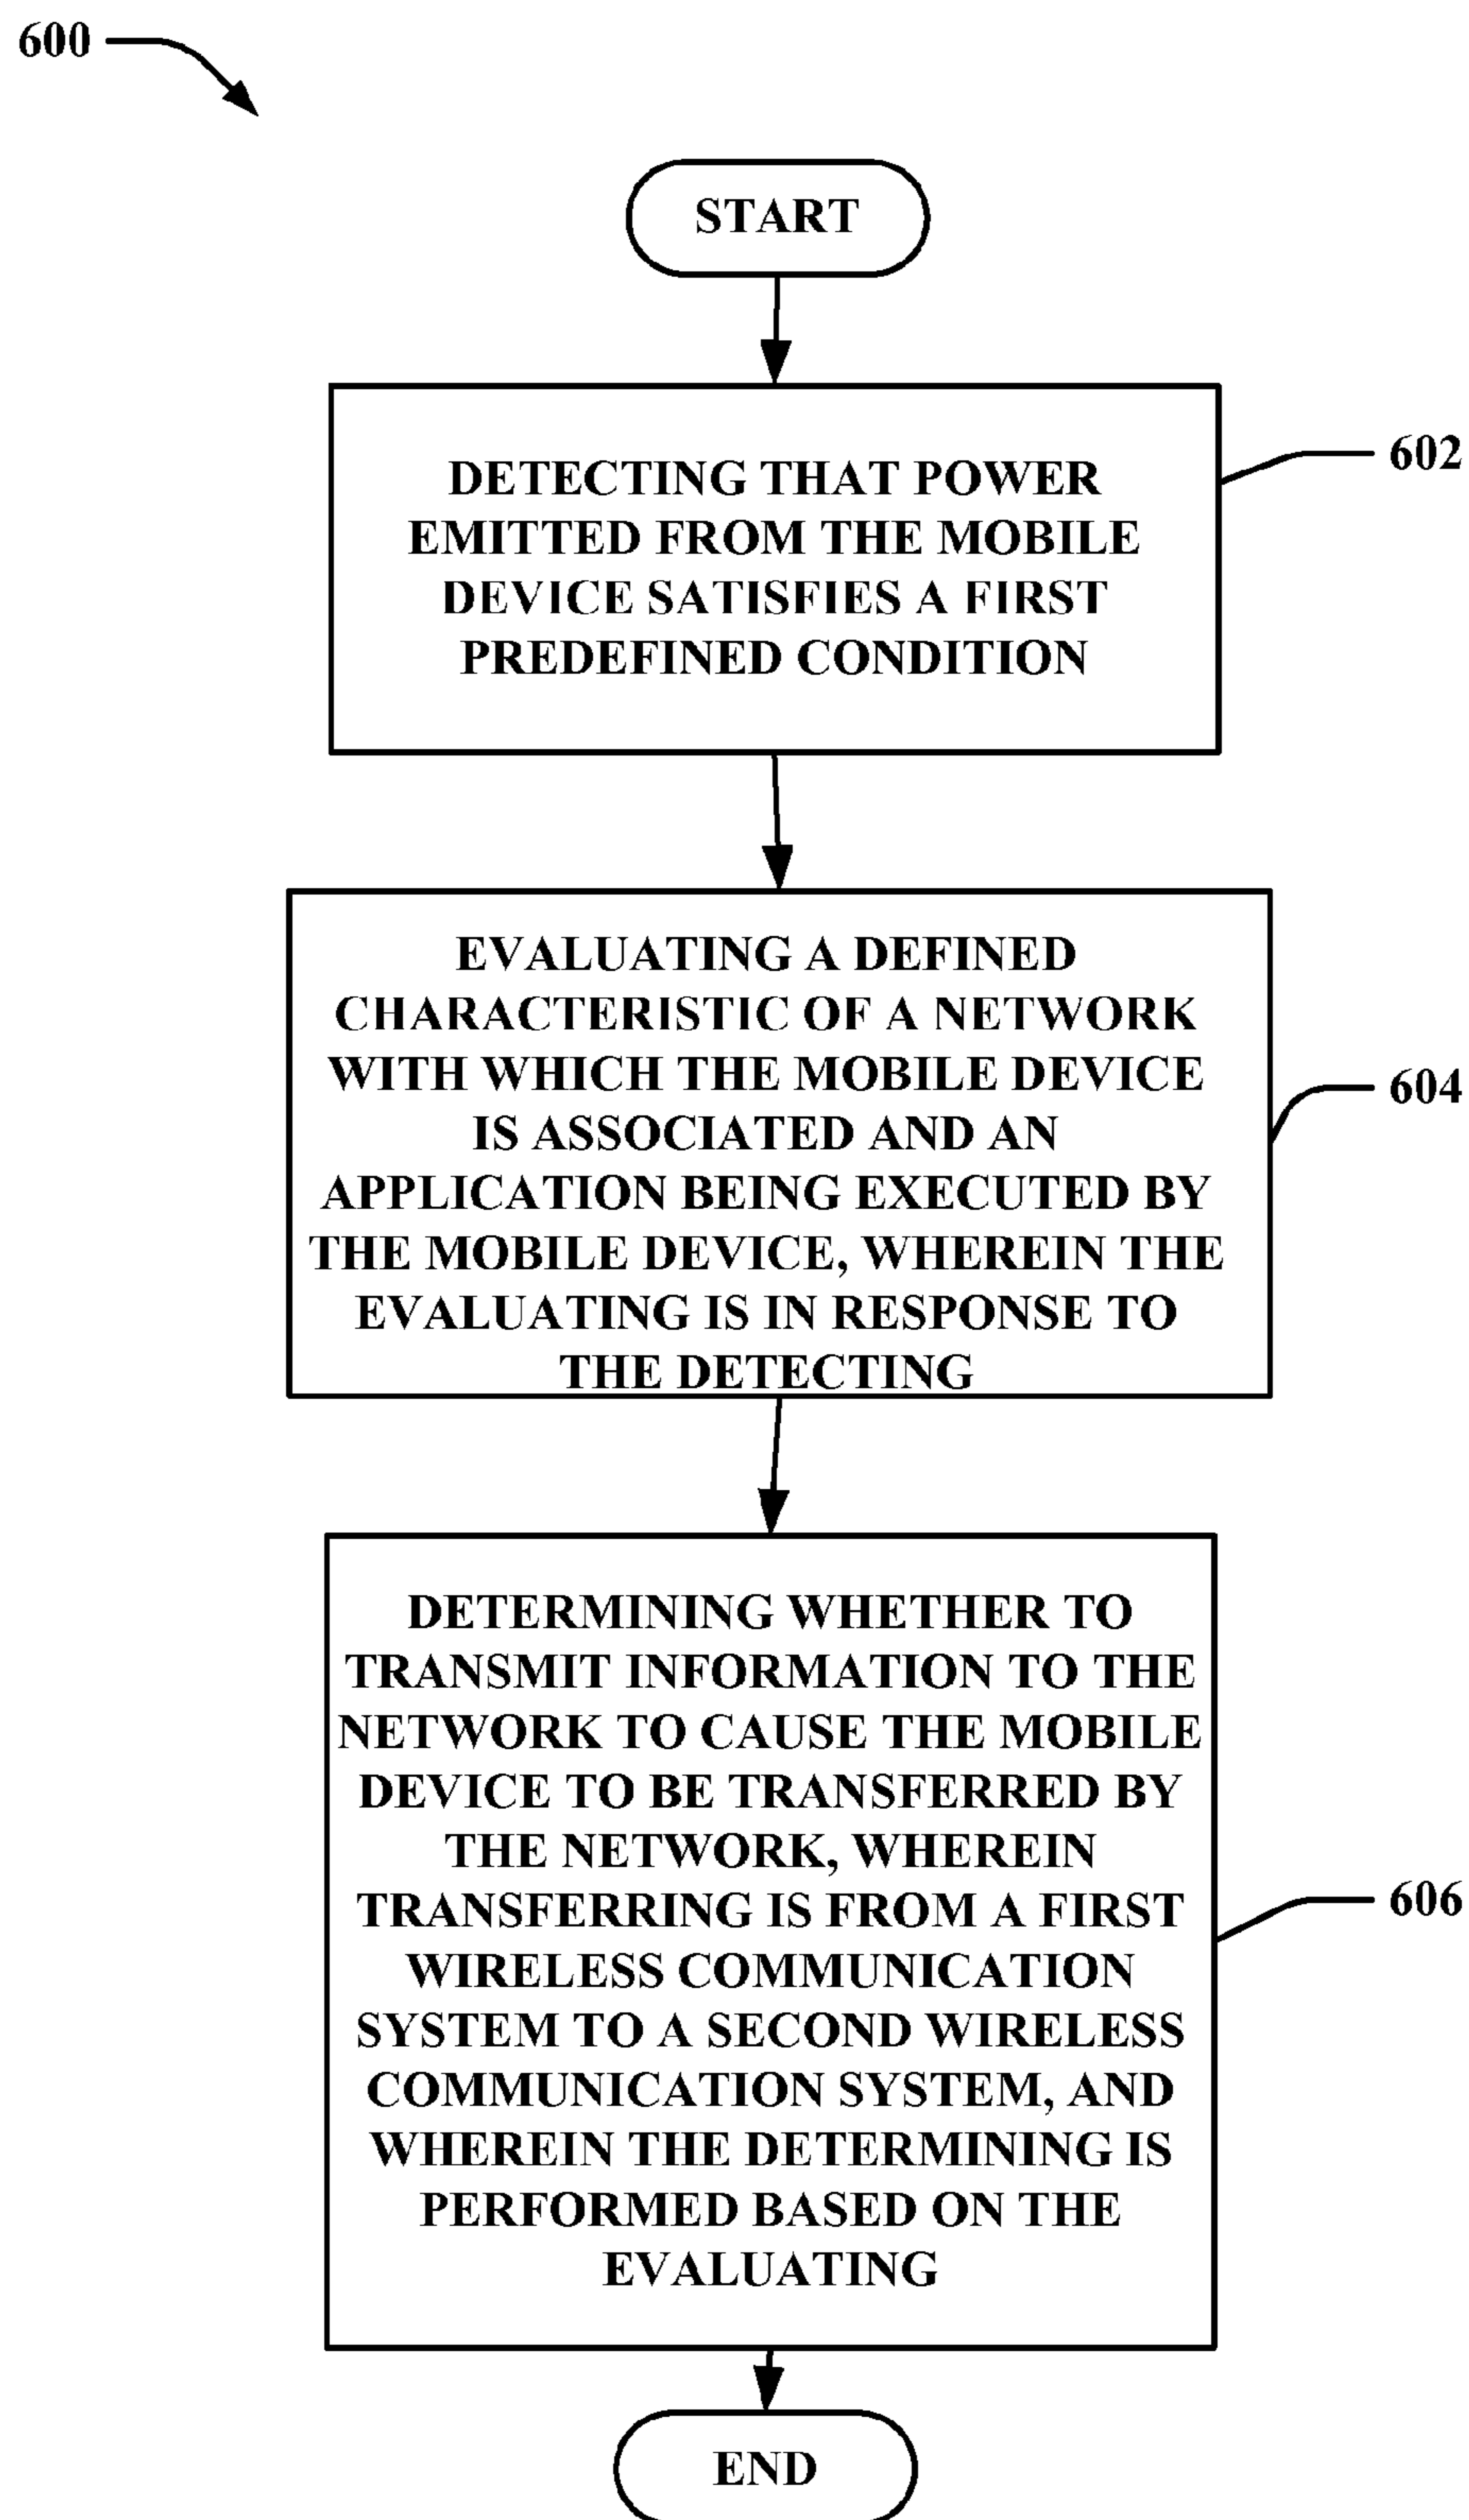 600
START
DETECTING THAT POWER
EMITTED FROM THE MOBILE
DEVICE SATISFIES A FIRST
PREDEFINED CONDITION
602
EVALUATING A DEFINED
CHARACTERISTIC OF A NETWORK
WITH WHICH THE MOBILE DEVICE
IS ASSOCIATED AND AN
APPLICATION BEING EXECUTED BY
THE MOBILE DEVICE, WHEREIN THE
EVALUATING IS IN RESPONSE TO
THE DETECTING
604
DETERMINING WHETHER TO
TRANSMIT INFORMATION TO THE
NETWORK TO CAUSE THE MOBILE
DEVICE TO BE TRANSFERRED BY
THE NETWORK, WHEREIN
TRANSFERRING IS FROM A FIRST
WIRELESS COMMUNICATION
SYSTEM TO A SECOND WIRELESS
COMMUNICATION SYSTEM, AND
WHEREIN THE DETERMINING IS
PERFORMED BASED ON THE
EVALUATING
606
END